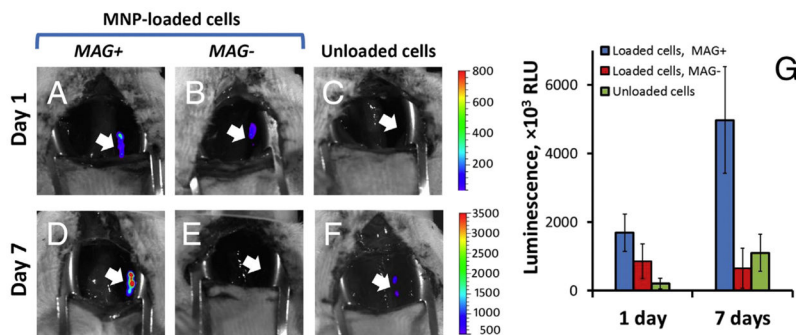 MNP-loaded cells
MAG+ MAG- Unloaded cells
Day 1
A B C
800
600
400
200
Day 7
D E F
3500
3000
2500
2000
1500
1000
500
G
Loaded cells, MAG+
Loaded cells, MAG-
Unloaded cells
Luminescence, ×10³ RLU
6000
4000
2000
0
1 day 7 days